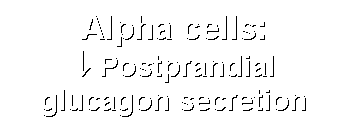 Alpha cells:
↓ Postprandial
glucagon secretion